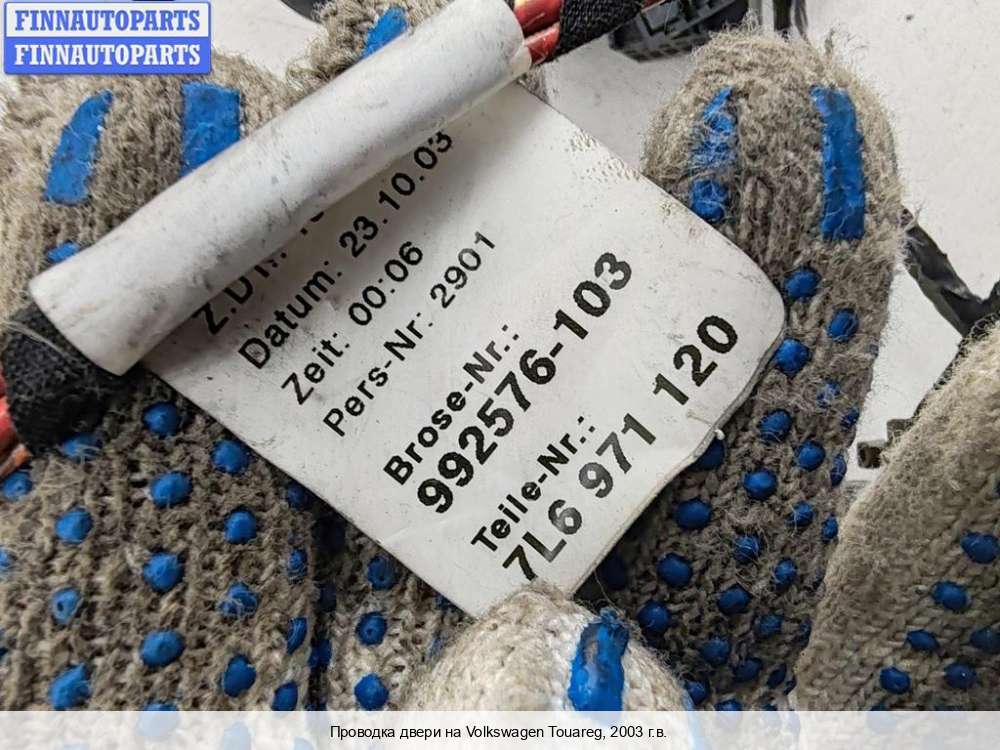 FINNAUTOPARTS
FINNAUTOPARTS
Datum: 23.10.03
Zeit: 00:06
Pers-Nr: 2901
Brose-Nr.:
992576-103
Teile-Nr.:
7L6 971 120
Проводка двери на Volkswagen Touareg, 2003 г.в.